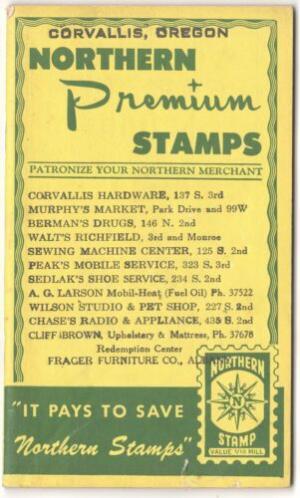 CORVALLIS, OREGON
NORTHERN
Premium
STAMPS
PATRONIZE YOUR NORTHERN MERCHANT
CORVALLIS HARDWARE, 137 S. 3rd
MURPHY'S MARKET, Park Drive and 99W
BERMAN'S DRUGS, 146 N. 2nd
WALT'S RICHFIELD, 3rd and Monroe
SEWING MACHINE CENTER, 125 S. 2nd
PEAK'S MOBILE SERVICE, 323 S. 3rd
SEDLAK'S SHOE SERVICE, 234 S. 2nd
A. G. LARSON Mobil-Heat (Fuel Oil) Ph. 37522
WILSON STUDIO & PET SHOP, 227 S. 2nd
CHASE'S RADIO & APPLIANCE, 435 S. 2nd
CLIFF BROWN, Upholstery & Mattress, Ph. 37676
Redemption Center
FRAGER FURNITURE CO.,
NORTHERN
N
STAMP
VALUE 1/10 MILL
"IT PAYS TO SAVE
Northern Stamps"